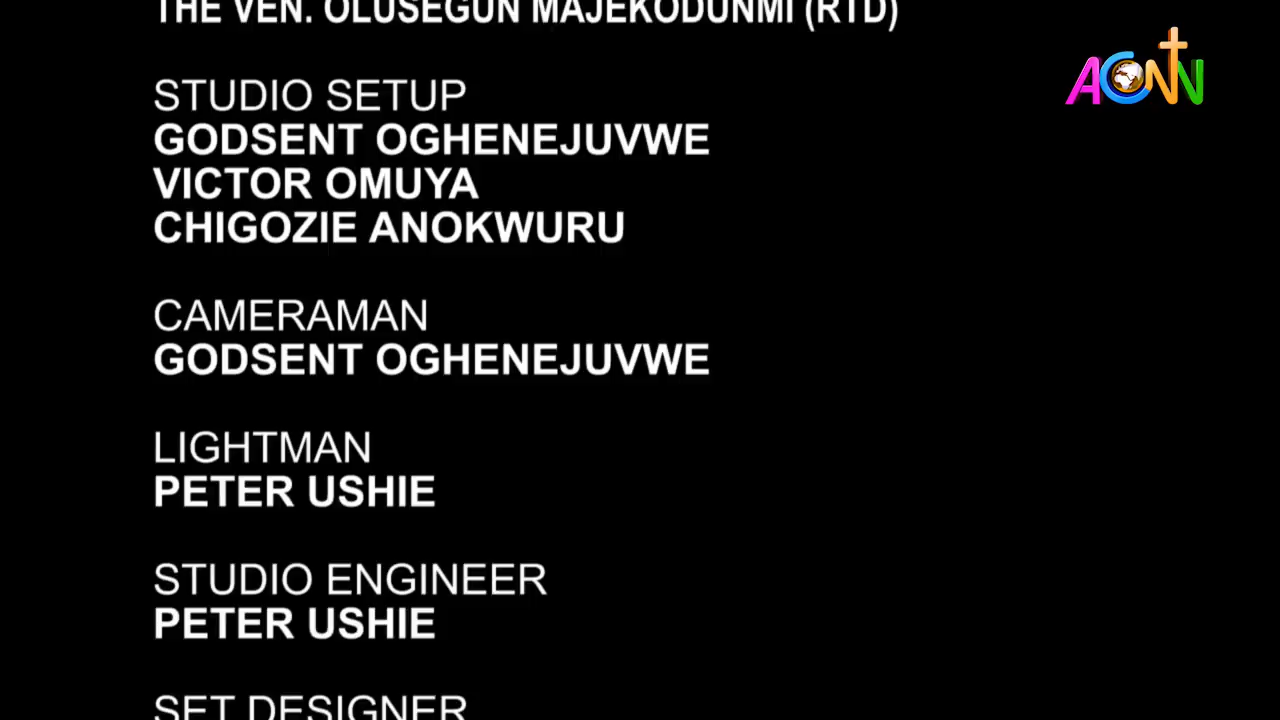 THE VEN. OLUSEGUN MAJEKODUNMI (RTD)
ACNN
STUDIO SETUP
GODSENT OGHENEJUVWE
VICTOR OMUYA
CHIGOZIE ANOKWURU
CAMERAMAN
GODSENT OGHENEJUVWE
LIGHTMAN
PETER USHIE
STUDIO ENGINEER
PETER USHIE
SET DESIGNER